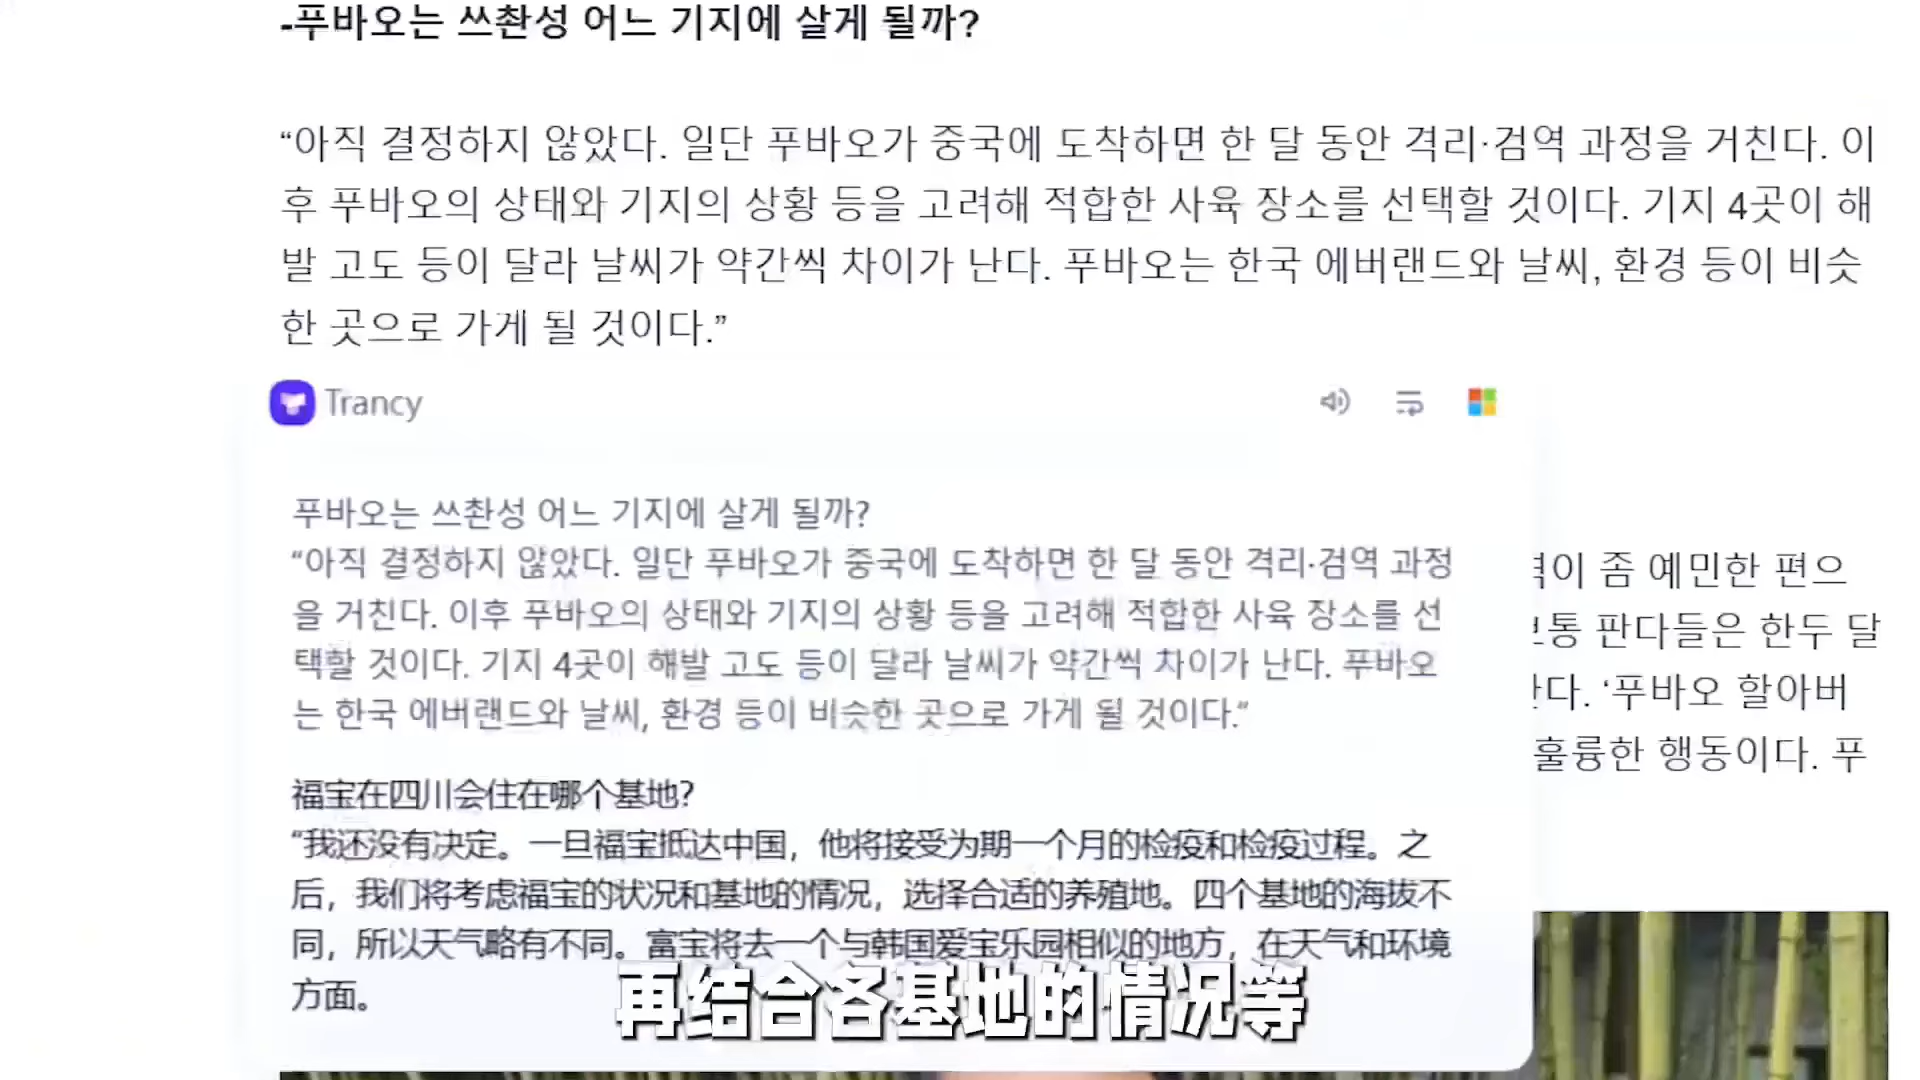 -푸바오는 쓰촨성 어느 기지에 살게 될까?
“아직 결정하지 않았다. 일단 푸바오가 중국에 도착하면 한 달 동안 격리·검역 과정을 거친다. 이
후 푸바오의 상태와 기지의 상황 등을 고려해 적합한 사육 장소를 선택할 것이다. 기지 4곳이 해
발 고도 등이 달라 날씨가 약간씩 차이가 난다. 푸바오는 한국 에버랜드와 날씨, 환경 등이 비슷
한 곳으로 가게 될 것이다.”
Trancy
푸바오는 쓰촨성 어느 기지에 살게 될까?
“아직 결정하지 않았다. 일단 푸바오가 중국에 도착하면 한 달 동안 격리·검역 과정
을 거친다. 이후 푸바오의 상태와 기지의 상황 등을 고려해 적합한 사육 장소를 선
택할 것이다. 기지 4곳이 해발 고도 등이 달라 날씨가 약간씩 차이가 난다. 푸바오
는 한국 에버랜드와 날씨, 환경 등이 비슷한 곳으로 가게 될 것이다.“
이 좀 예민한 편으
판다들은 한두 달
‘푸바오 할아버
훌륭한 행동이다. 푸
福宝在四川会住在哪个基地?
“我还没有决定。一旦福宝抵达中国，他将接受为期一个月的检疫和检疫过程。之
后，我们将考虑福宝的状况和基地的情况，选择合适的养殖地。四个基地的海拔不
同，所以天气略有不同。富宝将去一个与韩国爱宝乐园相似的地方，在天气和环境
方面。
再结合各基地的情况等